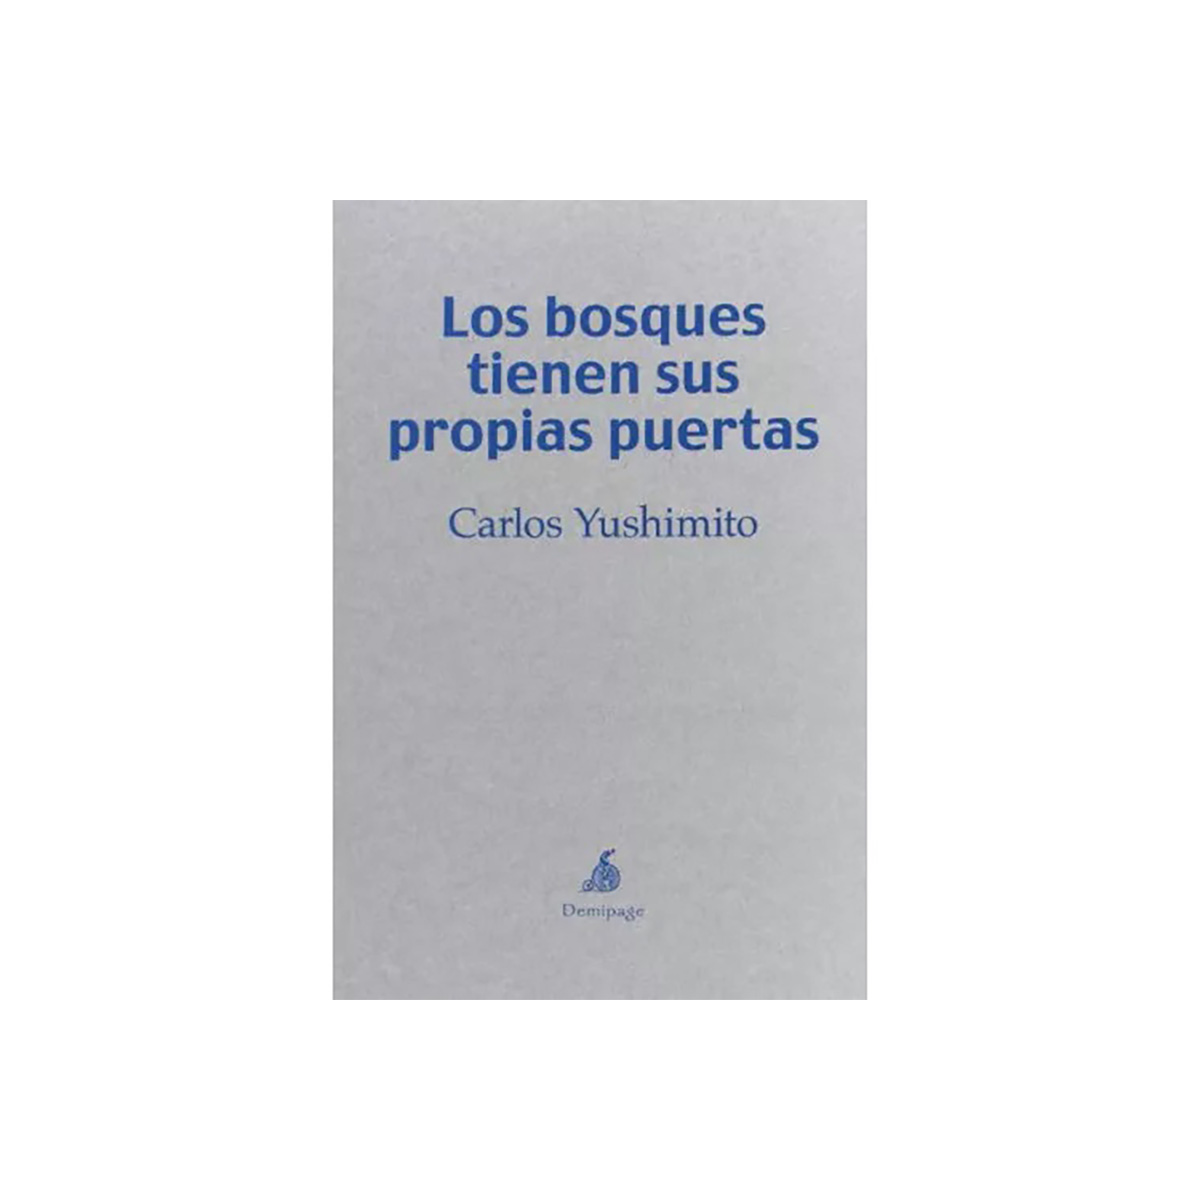 Los bosques
tienen sus
propias puertas
Carlos Yushimito
Demipage